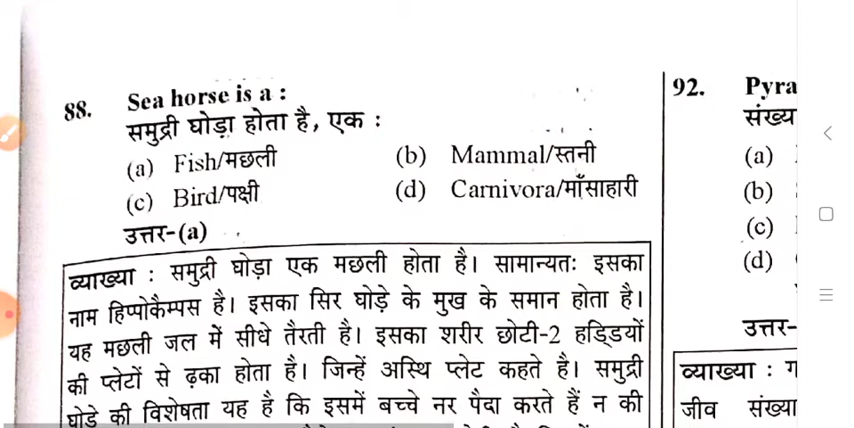 88. Sea horse is a :
समुद्री घोड़ा होता है, एक :
(a) Fish/मछली (b) Mammal/स्तनी
(c) Bird/पक्षी (d) Carnivora/माँसाहारी
उत्तर-(a)
व्याख्या : समुद्री घोड़ा एक मछली होता है। सामान्यतः इसका
नाम हिप्पोकैम्पस है। इसका सिर घोड़े के मुख के समान होता है।
यह मछली जल में सीधे तैरती है। इसका शरीर छोटी-2 हड्डियों
की प्लेटों से ढ़का होता है। जिन्हें अस्थि प्लेट कहते है। समुद्री
घोड़े की विशेषता यह है कि इसमें बच्चे नर पैदा करते हैं न की
92. Pyra
संख्य
(a)
(b)
(c)
(d)
उत्तर-
व्याख्या : ग
जीव संख्या